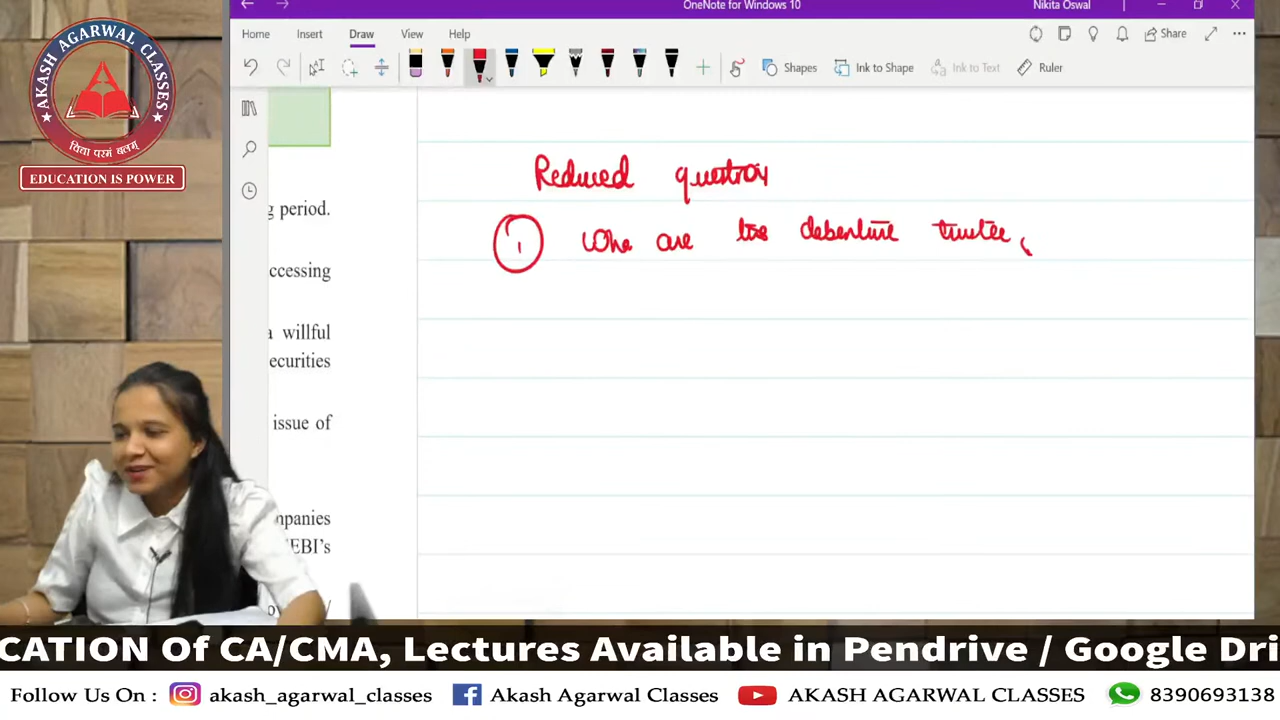 AKASH AGARWAL CLASSES
विद्या परमं बलम्
EDUCATION IS POWER
OneNote for Windows 10
Nikita Oswal
Home Insert Draw View Help
Share
Shapes Ink to Shape Ink to Text Ruler
g period.
ccessing
a willful
ecurities
issue of
mpanies
EBI's
Reduced question
1 Who are the debenture trustee,
CATION Of CA/CMA, Lectures Available in Pendrive / Google Dri
Follow Us On : akash_agarwal_classes Akash Agarwal Classes AKASH AGARWAL CLASSES 8390693138